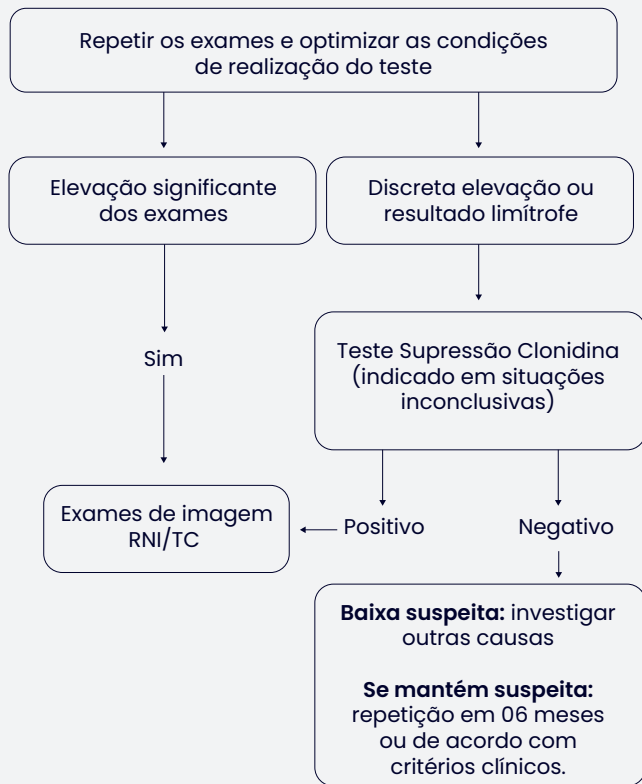 Repetir os exames e optimizar as condições
de realização do teste
Elevação significante
dos exames
Discreta elevação ou
resultado limítrofe
Sim
Teste Supressão Clonidina
(indicado em situações
inconclusivas)
Exames de imagem
RNI/TC
Positivo
Negativo
Baixa suspeita: investigar
outras causas
Se mantém suspeita:
repetição em 06 meses
ou de acordo com
critérios clínicos.